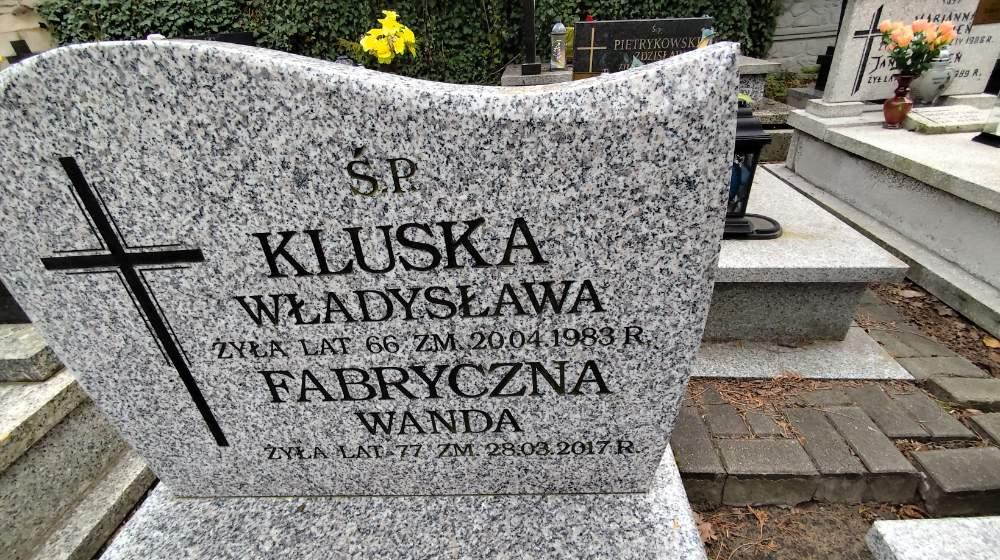 Ś.P.
KLUSKA
WŁADYSŁAWA
ŻYŁA LAT 66 ZM. 20.04.1983 R.
FABRYCZNA
WANDA
ŻYŁA LAT 77 ZM. 28.03.2017 R.
Ś.P.
PIETRYKOWSKI
MARIANNA